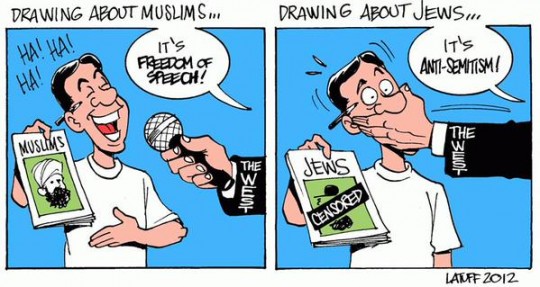 DRAWING ABOUT MUSLIMS...
HA! HA!
HA!
IT'S
FREEDOM OF
SPEECH!
MUSLIMS
THE
WEST
DRAWING ABOUT JEWS...
IT'S
ANTI-SEMITISM!
THE
WEST
JEWS
CENSORED
LATUFF 2012